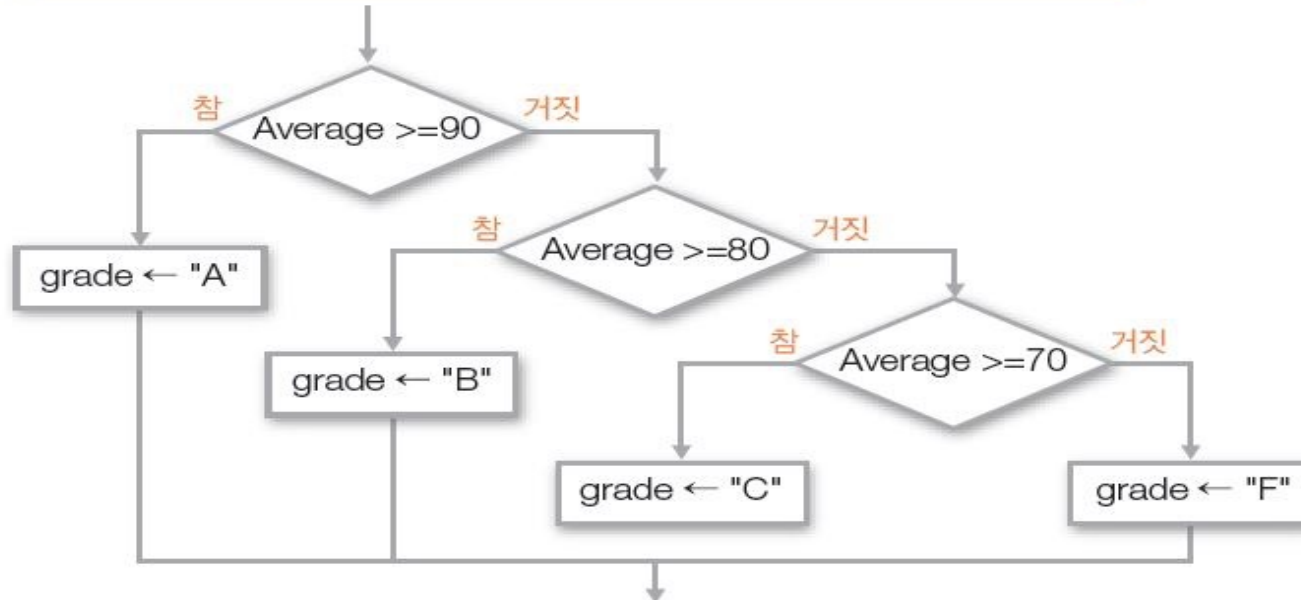 참
거짓
Average >=90
참
거짓
Average >=80
grade ← "A"
참
거짓
Average >=70
grade ← "B"
grade ← "C"
grade ← "F"